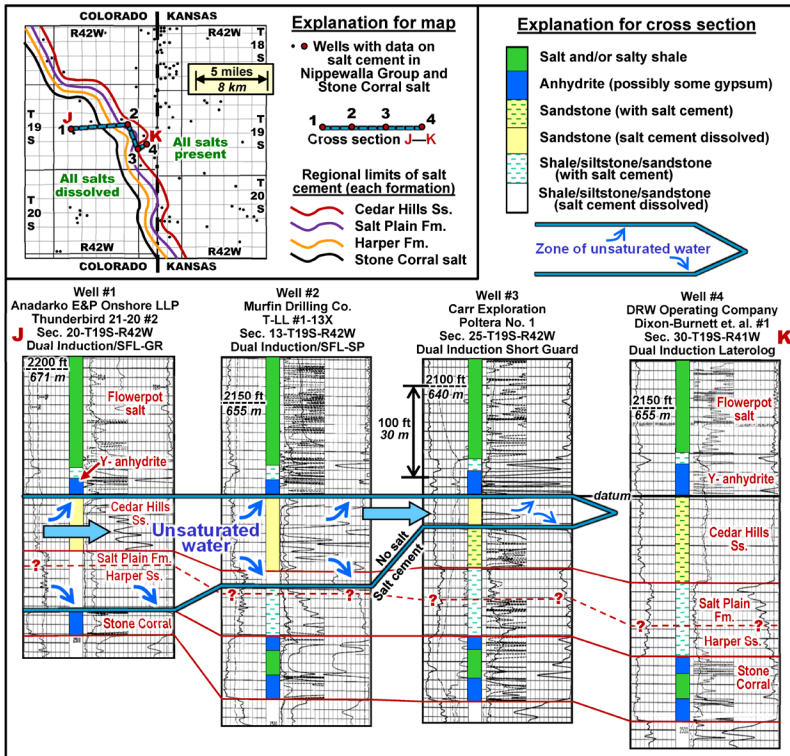 COLORADO KANSAS
R42W R42W
T
18
S
5 miles
8 km
T
19
S
T
19
S
J
1
2
K
3
4
All salts
present
All salts
dissolved
T
20
S
T
20
S
R42W R42W
COLORADO KANSAS
Explanation for map
Wells with data on
salt cement in
Nippewalla Group and
Stone Corral salt
1 2 3 4
Cross section J—K
Regional limits of salt
cement (each formation)
Cedar Hills Ss.
Salt Plain Fm.
Harper Fm.
Stone Corral salt
Explanation for cross section
Salt and/or salty shale
Anhydrite (possibly some gypsum)
Sandstone (with salt cement)
Sandstone (salt cement dissolved)
Shale/siltstone/sandstone
(with salt cement)
Shale/siltstone/sandstone
(salt cement dissolved)
Zone of unsaturated water
J
Well #1
Anadarko E&P Onshore LLP
Thunderbird 21-20 #2
Sec. 20-T19S-R42W
Dual Induction/SFL-GR
Well #2
Murfin Drilling Co.
T-LL #1-13X
Sec. 13-T19S-R42W
Dual Induction/SFL-SP
Well #3
Carr Exploration
Poltera No. 1
Sec. 25-T19S-R42W
Dual Induction Short Guard
Well #4
DRW Operating Company
Dixon-Burnett et. al. #1
Sec. 30-T19S-R41W
Dual Induction Laterolog
K
2200 ft
671 m
Flowerpot
salt
Y- anhydrite
Cedar Hills
Ss.
Salt Plain Fm.
?
Harper Ss.
Stone Corral
2150 ft
655 m
Unsaturated
water
? ?
2100 ft
640 m
100 ft
30 m
No salt
Salt cement
? ?
2150 ft
655 m
Flowerpot
salt
Y- anhydrite
datum
Cedar Hills
Ss.
Salt Plain
Fm.
? ?
Harper Ss.
Stone
Corral